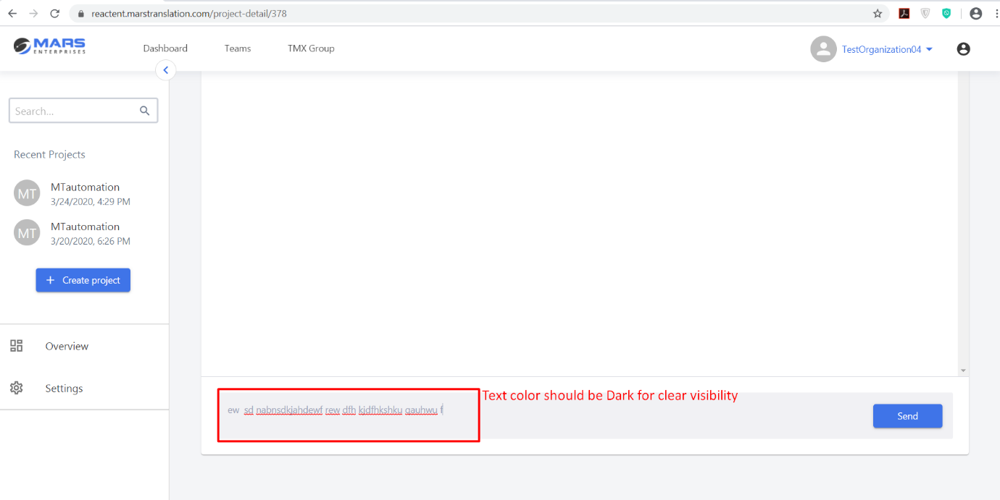 reactent.marstranslation.com/project-detail/378
MARS
ENTERPRISES
Dashboard
Teams
TMX Group
TestOrganization04
Search...
Recent Projects
MT
MTautomation
3/24/2020, 4:29 PM
MT
MTautomation
3/20/2020, 6:26 PM
+ Create project
Overview
Settings
Text color should be Dark for clear visibility
ew sd nabnsdkjahdewf rew dfh kjdfhkshku qauhwu f
Send